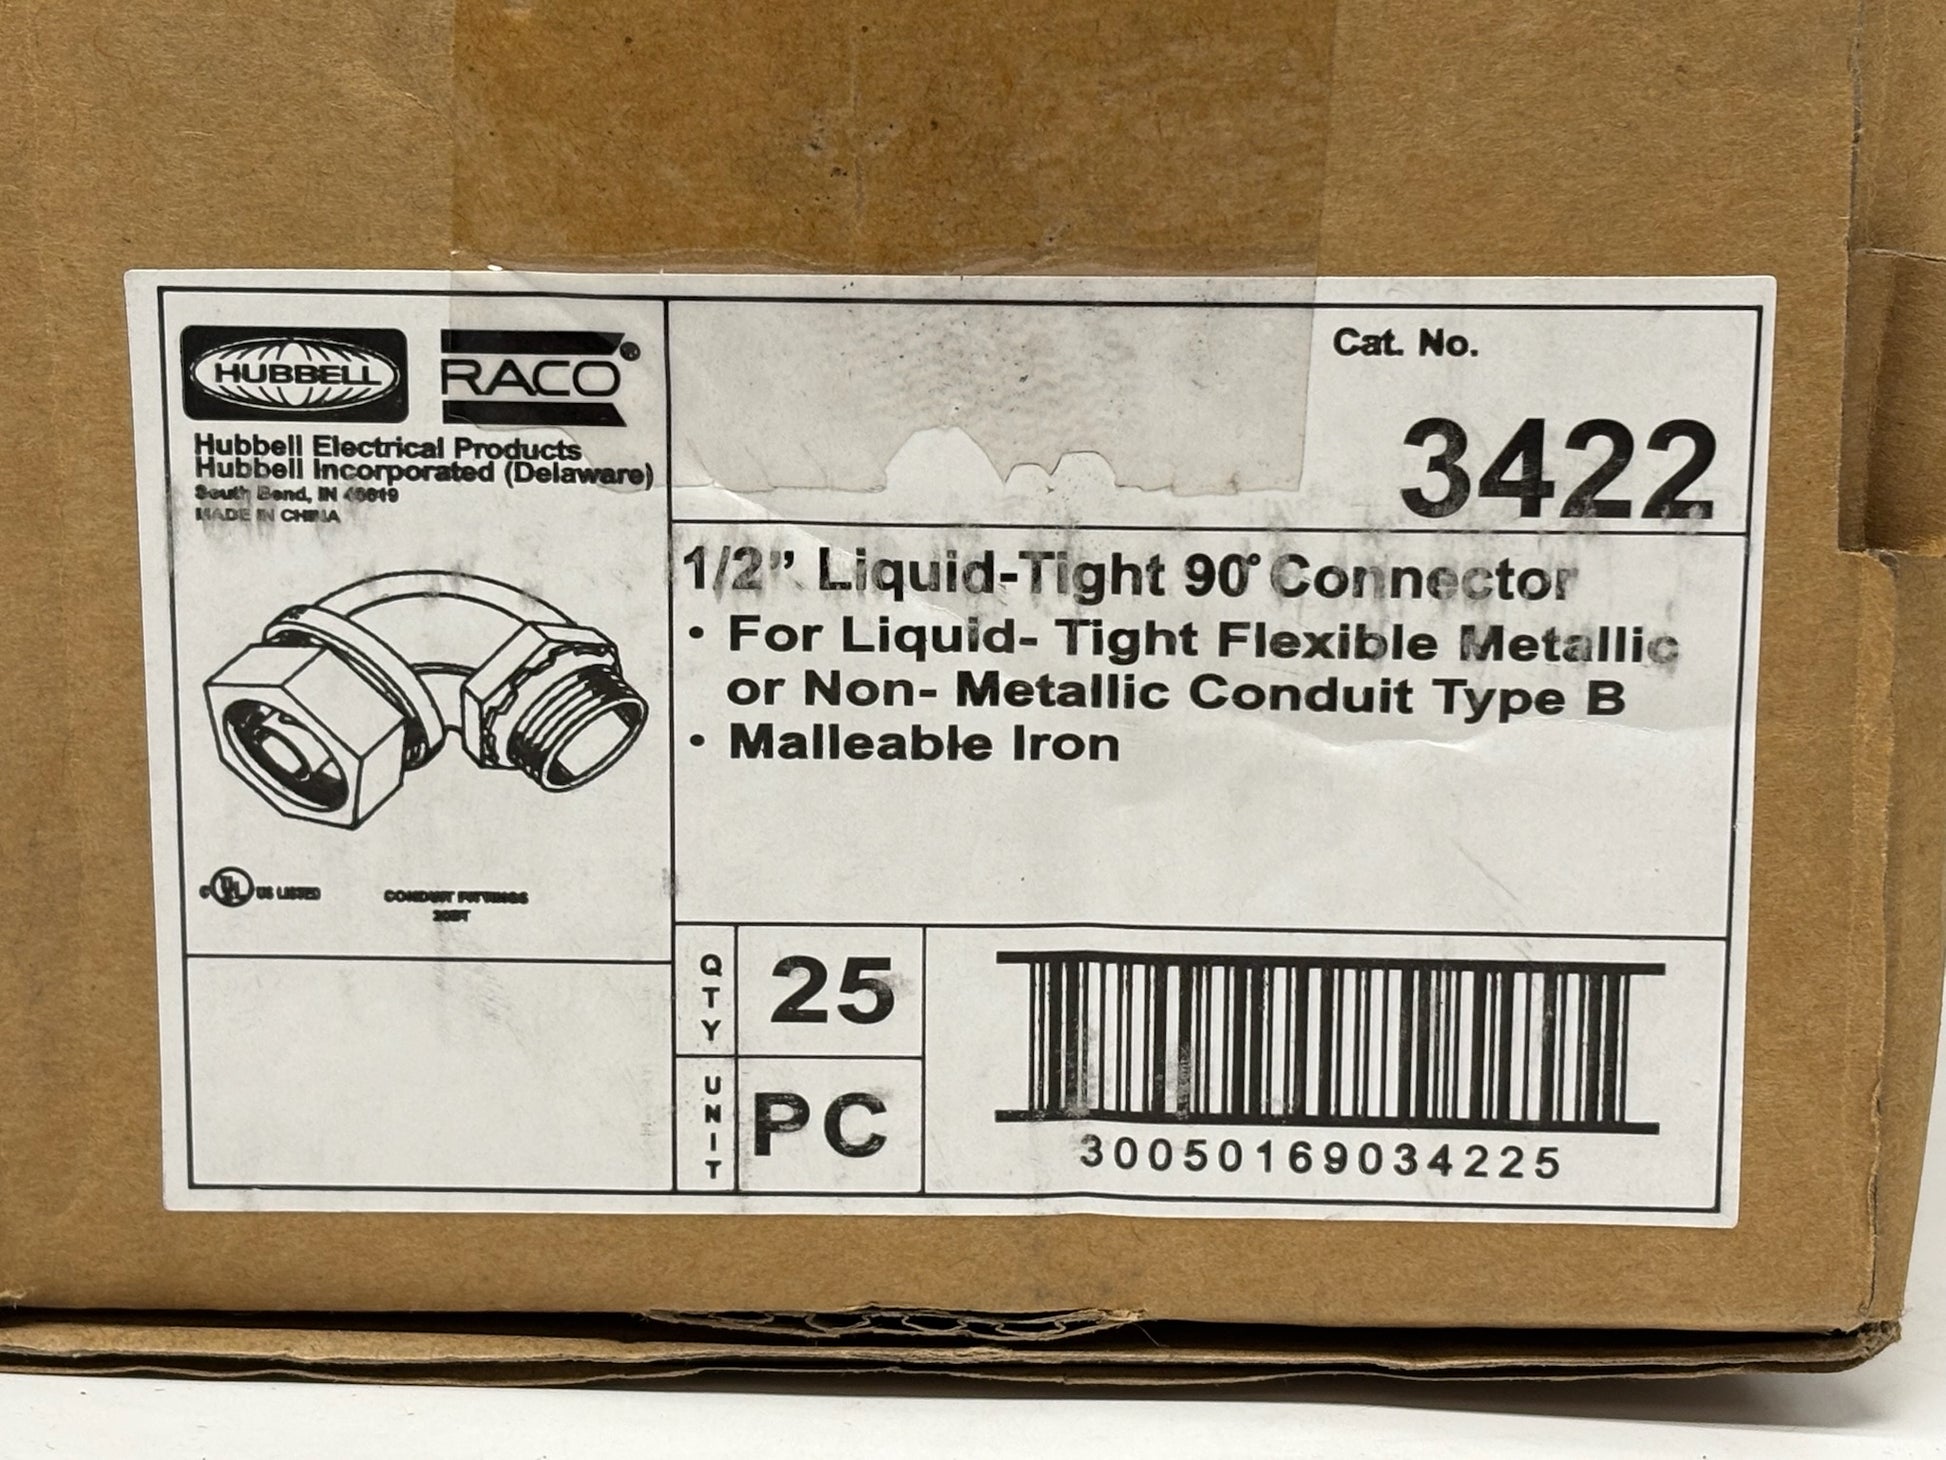 HUBBELL
RACO®
Hubbell Electrical Products
Hubbell Incorporated (Delaware)
South Bend, IN 46619
MADE IN CHINA
Cat. No.
3422
1/2” Liquid-Tight 90° Connector
• For Liquid- Tight Flexible Metallic
or Non- Metallic Conduit Type B
• Malleable Iron
C UL US LISTED
CONDUIT FITTINGS
QTY
25
UNIT
PC
30050169034225